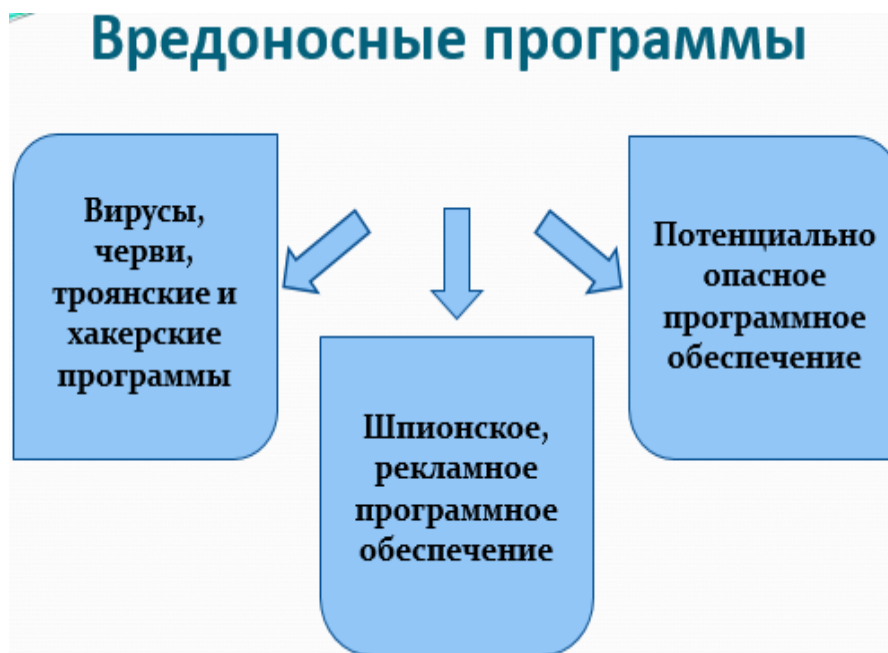 Вредоносные программы
Вирусы,
черви,
троянские и
хакерские
программы
Шпионское,
рекламное
программное
обеспечение
Потенциально
опасное
программное
обеспечение